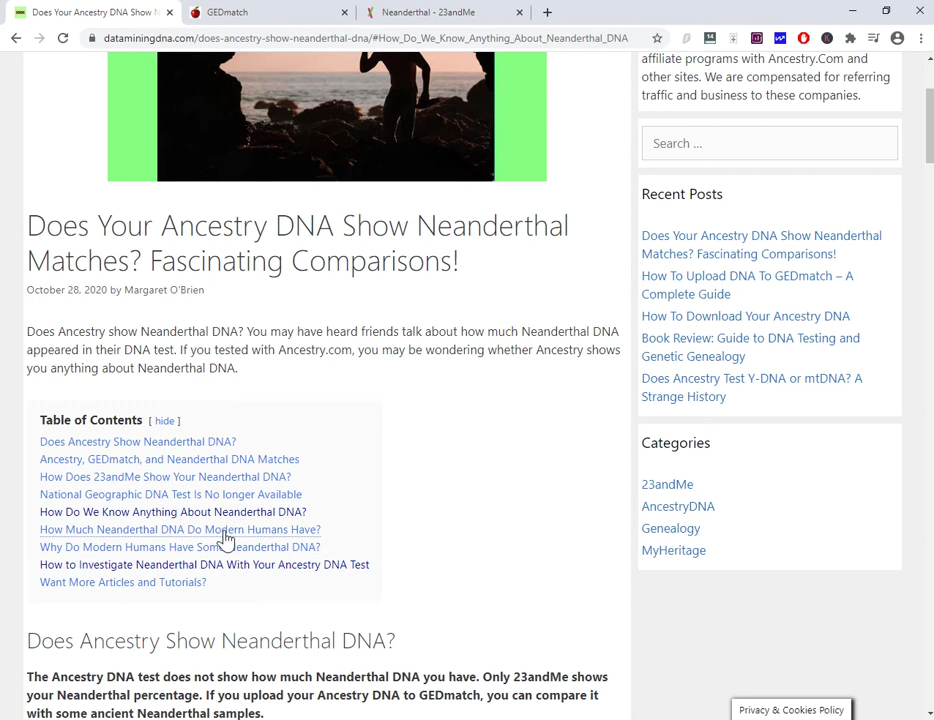 Does Your Ancestry DNA Show N
GEDmatch
Neanderthal - 23andMe
dataminingdna.com/does-ancestry-show-neanderthal-dna/#How_Do_We_Know_Anything_About_Neanderthal_DNA
affiliate programs with Ancestry.Com and
other sites. We are compensated for referring
traffic and business to these companies.
Search ...
Recent Posts
Does Your Ancestry DNA Show Neanderthal
Matches? Fascinating Comparisons!
How To Upload DNA To GEDmatch – A
Complete Guide
How To Download Your Ancestry DNA
Book Review: Guide to DNA Testing and
Genetic Genealogy
Does Ancestry Test Y-DNA or mtDNA? A
Strange History
Categories
23andMe
AncestryDNA
Genealogy
MyHeritage
Does Your Ancestry DNA Show Neanderthal
Matches? Fascinating Comparisons!
October 28, 2020 by Margaret O'Brien
Does Ancestry show Neanderthal DNA? You may have heard friends talk about how much Neanderthal DNA
appeared in their DNA test. If you tested with Ancestry.com, you may be wondering whether Ancestry shows
you anything about Neanderthal DNA.
Table of Contents [ hide ]
Does Ancestry Show Neanderthal DNA?
Ancestry, GEDmatch, and Neanderthal DNA Matches
How Does 23andMe Show Your Neanderthal DNA?
National Geographic DNA Test Is No longer Available
How Do We Know Anything About Neanderthal DNA?
How Much Neanderthal DNA Do Modern Humans Have?
Why Do Modern Humans Have Some Neanderthal DNA?
How to Investigate Neanderthal DNA With Your Ancestry DNA Test
Want More Articles and Tutorials?
Does Ancestry Show Neanderthal DNA?
The Ancestry DNA test does not show how much Neanderthal DNA you have. Only 23andMe shows
your Neanderthal percentage. If you upload your Ancestry DNA to GEDmatch, you can compare it
with some ancient Neanderthal samples.
Privacy & Cookies Policy